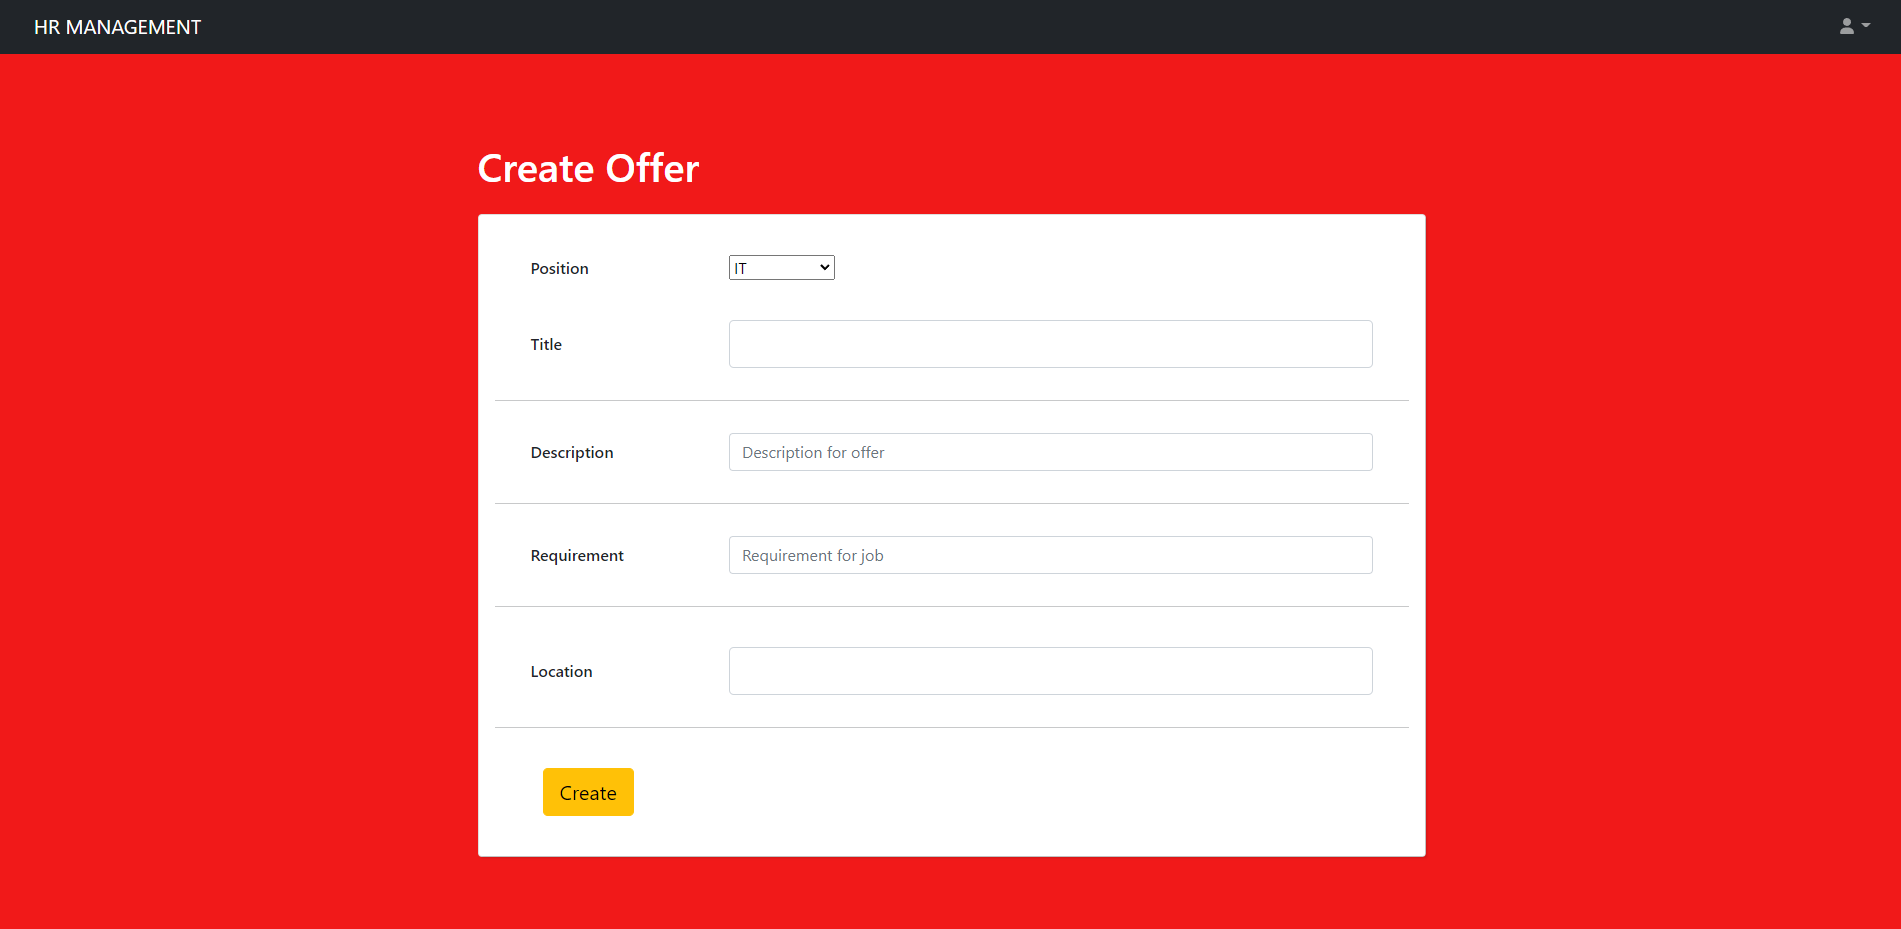 HR MANAGEMENT
Create Offer
Position IT
Title
Description Description for offer
Requirement Requirement for job
Location
Create